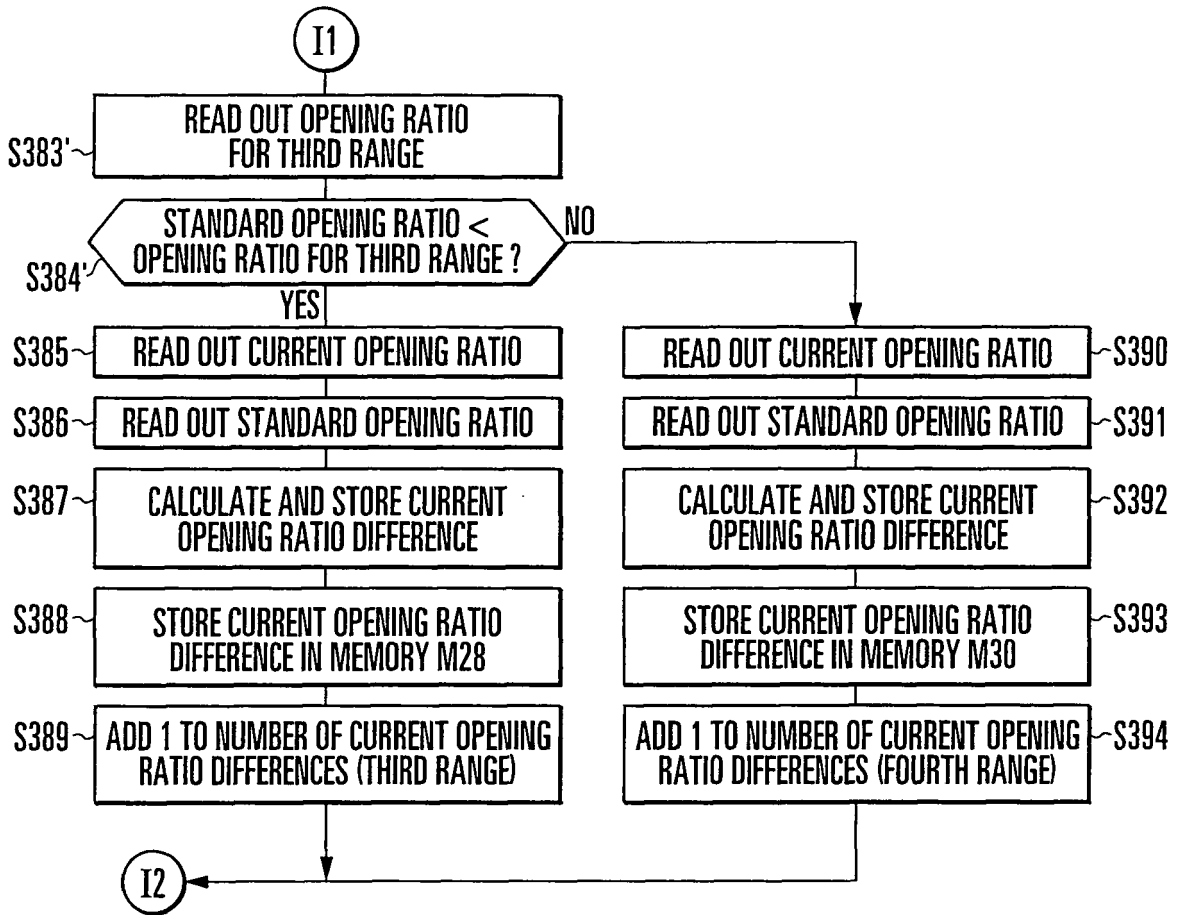 I1
READ OUT OPENING RATIO
FOR THIRD RANGE
S383'
STANDARD OPENING RATIO <
OPENING RATIO FOR THIRD RANGE ?
S384'
NO
YES
S385
READ OUT CURRENT OPENING RATIO
S386
READ OUT STANDARD OPENING RATIO
S387
CALCULATE AND STORE CURRENT
OPENING RATIO DIFFERENCE
S388
STORE CURRENT OPENING RATIO
DIFFERENCE IN MEMORY M28
S389
ADD 1 TO NUMBER OF CURRENT OPENING
RATIO DIFFERENCES (THIRD RANGE)
READ OUT CURRENT OPENING RATIO
S390
READ OUT STANDARD OPENING RATIO
S391
CALCULATE AND STORE CURRENT
OPENING RATIO DIFFERENCE
S392
STORE CURRENT OPENING RATIO
DIFFERENCE IN MEMORY M30
S393
ADD 1 TO NUMBER OF CURRENT OPENING
RATIO DIFFERENCES (FOURTH RANGE)
S394
I2